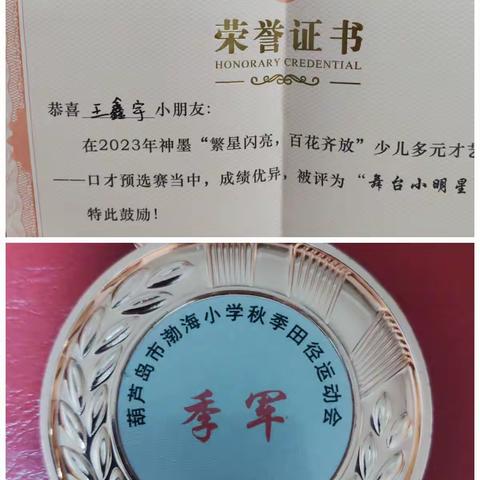 荣誉证书
HONORARY CREDENTIAL
恭喜 王鑫宇 小朋友:
在2023年神墨“繁星闪亮，百花齐放”少儿多元才艺
——口才预选赛当中，成绩优异，被评为“舞台小明星
特此鼓励!
葫芦岛市渤海小学秋季田径运动会
季军